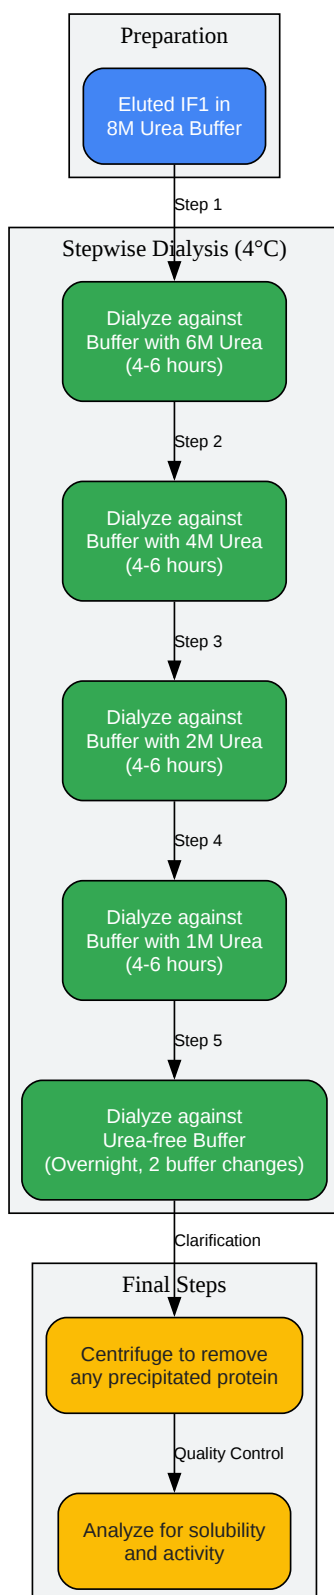 Preparation
Eluted IF1 in
8M Urea Buffer
Step 1
Stepwise Dialysis (4°C)
Dialyze against
Buffer with 6M Urea
(4-6 hours)
Step 2
Dialyze against
Buffer with 4M Urea
(4-6 hours)
Step 3
Dialyze against
Buffer with 2M Urea
(4-6 hours)
Step 4
Dialyze against
Buffer with 1M Urea
(4-6 hours)
Step 5
Dialyze against
Urea-free Buffer
(Overnight, 2 buffer changes)
Clarification
Final Steps
Centrifuge to remove
any precipitated protein
Quality Control
Analyze for solubility
and activity